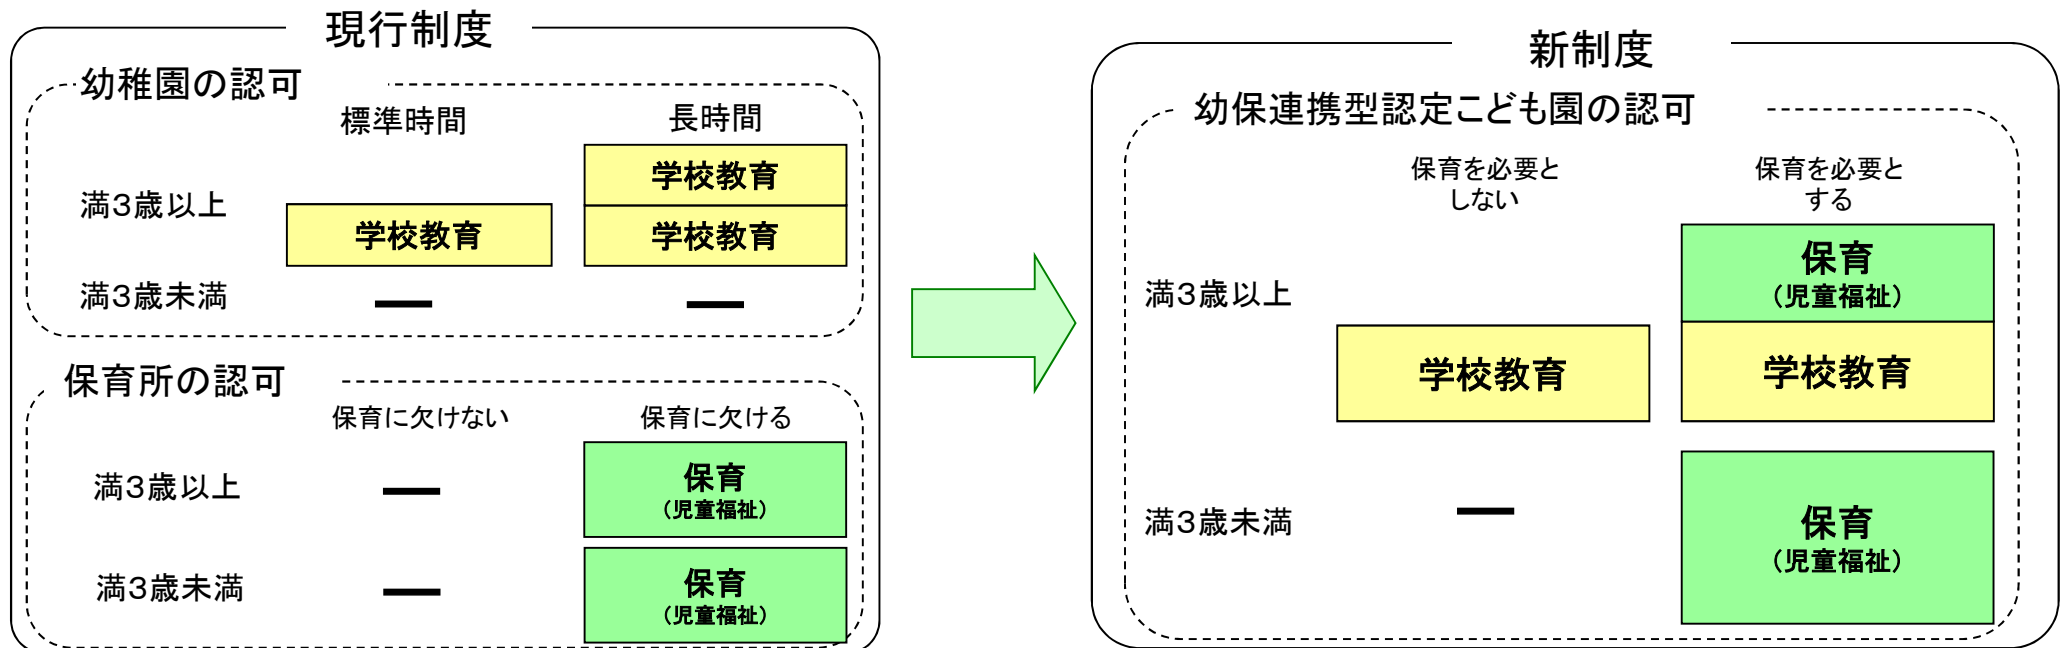 現行制度
幼稚園の認可
標準時間
長時間
満３歳以上
学校教育
学校教育
学校教育
満３歳未満
ー
ー
保育所の認可
保育に欠けない
保育に欠ける
満３歳以上
ー
保育
（児童福祉）
満３歳未満
ー
保育
（児童福祉）
新制度
幼保連携型認定こども園の認可
保育を必要と
しない
保育を必要と
する
満３歳以上
学校教育
保育
（児童福祉）
学校教育
満３歳未満
ー
保育
（児童福祉）